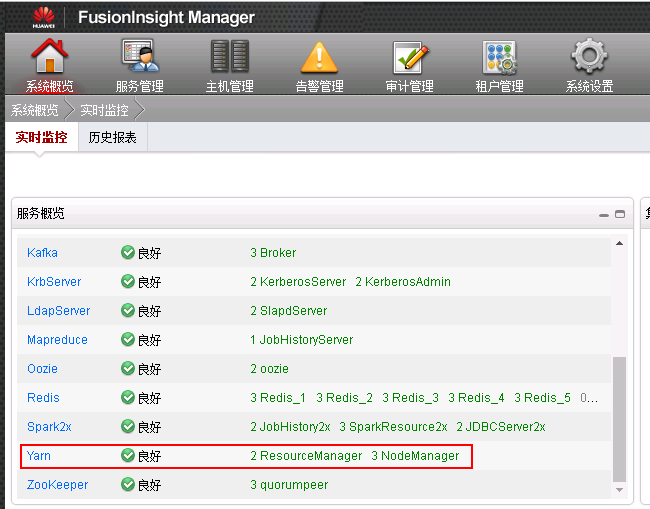 HUAWEI FusionInsight Manager
系统概览 服务管理 主机管理 告警管理 审计管理 租户管理 系统设置
系统概览 实时监控
实时监控 历史报表
服务概览
Kafka 良好 3 Broker
KrbServer 良好 2 KerberosServer 2 KerberosAdmin
LdapServer 良好 2 SlapdServer
Mapreduce 良好 1 JobHistoryServer
Oozie 良好 2 oozie
Redis 良好 3 Redis_1 3 Redis_2 3 Redis_3 3 Redis_4 3 Redis_5 0...
Spark2x 良好 2 JobHistory2x 3 SparkResource2x 2 JDBCServer2x
Yarn 良好 2 ResourceManager 3 NodeManager
ZooKeeper 良好 3 quorumpeer